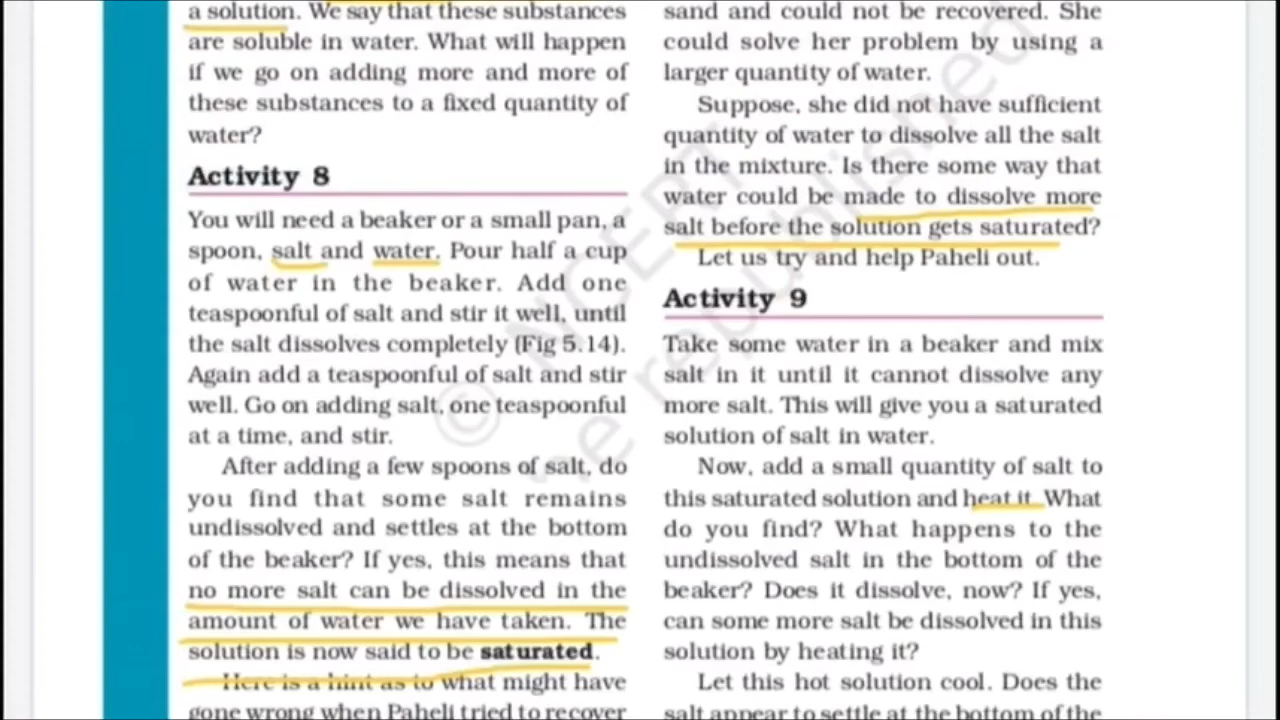 a solution. We say that these substances
are soluble in water. What will happen
if we go on adding more and more of
these substances to a fixed quantity of
water?
Activity 8
You will need a beaker or a small pan, a
spoon, salt and water. Pour half a cup
of water in the beaker. Add one
teaspoonful of salt and stir it well, until
the salt dissolves completely (Fig 5.14).
Again add a teaspoonful of salt and stir
well. Go on adding salt, one teaspoonful
at a time, and stir.
After adding a few spoons of salt, do
you find that some salt remains
undissolved and settles at the bottom
of the beaker? If yes, this means that
no more salt can be dissolved in the
amount of water we have taken. The
solution is now said to be saturated.
Here is a hint as to what might have
gone wrong when Paheli tried to recover
sand and could not be recovered. She
could solve her problem by using a
larger quantity of water.
Suppose, she did not have sufficient
quantity of water to dissolve all the salt
in the mixture. Is there some way that
water could be made to dissolve more
salt before the solution gets saturated?
Let us try and help Paheli out.
Activity 9
Take some water in a beaker and mix
salt in it until it cannot dissolve any
more salt. This will give you a saturated
solution of salt in water.
Now, add a small quantity of salt to
this saturated solution and heat it. What
do you find? What happens to the
undissolved salt in the bottom of the
beaker? Does it dissolve, now? If yes,
can some more salt be dissolved in this
solution by heating it?
Let this hot solution cool. Does the
salt appear to settle at the bottom of the
© NCERT
be republished